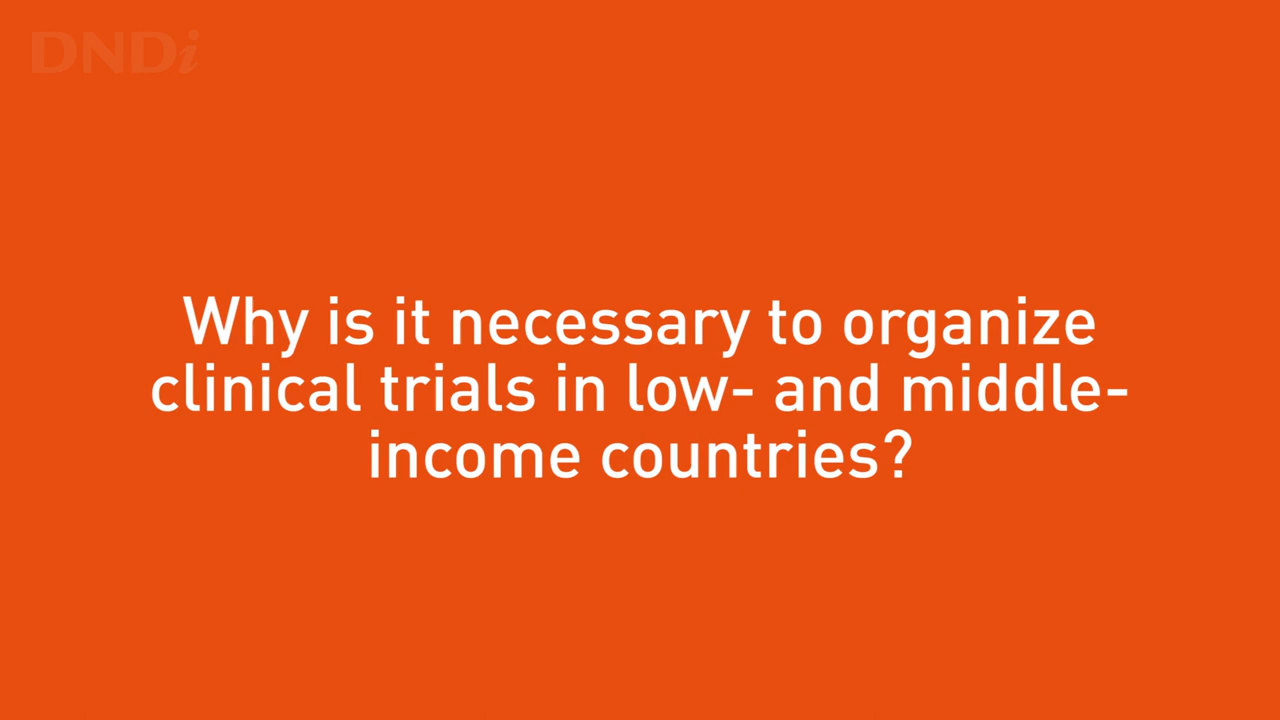 DNDi
Why is it necessary to organize
clinical trials in low- and middle-
income countries?